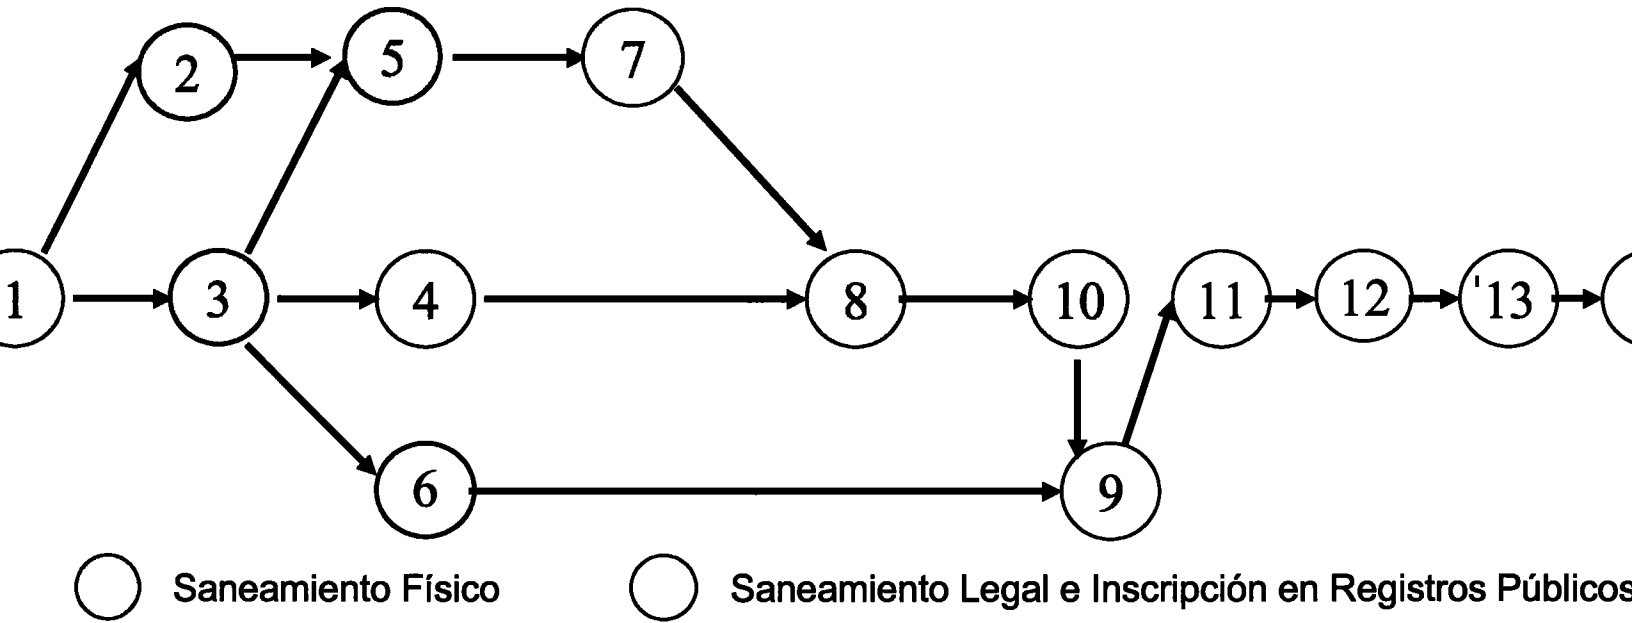 2 5 7
1 3 4 8 10 11 12 '13
6 9
Saneamiento Físico Saneamiento Legal e Inscripción en Registros Públicos